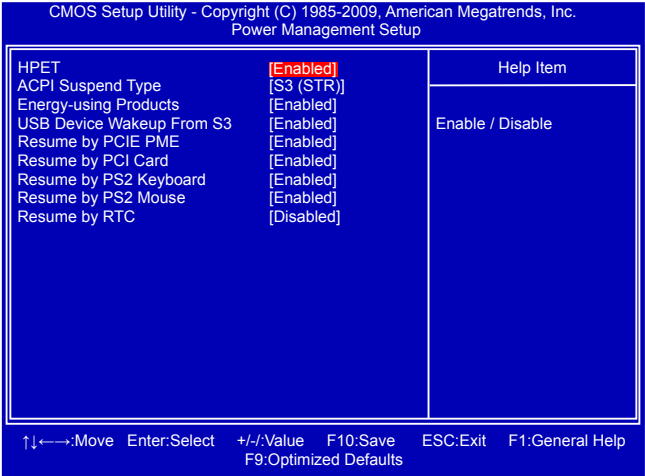 CMOS Setup Utility - Copyright (C) 1985-2009, American Megatrends, Inc.
Power Management Setup
HPET [Enabled]
ACPI Suspend Type [S3 (STR)]
Energy-using Products [Enabled]
USB Device Wakeup From S3 [Enabled]
Resume by PCIE PME [Enabled]
Resume by PCI Card [Enabled]
Resume by PS2 Keyboard [Enabled]
Resume by PS2 Mouse [Enabled]
Resume by RTC [Disabled]
Help Item
Enable / Disable
↑↓←→:Move Enter:Select +/-/:Value F10:Save ESC:Exit F1:General Help
F9:Optimized Defaults